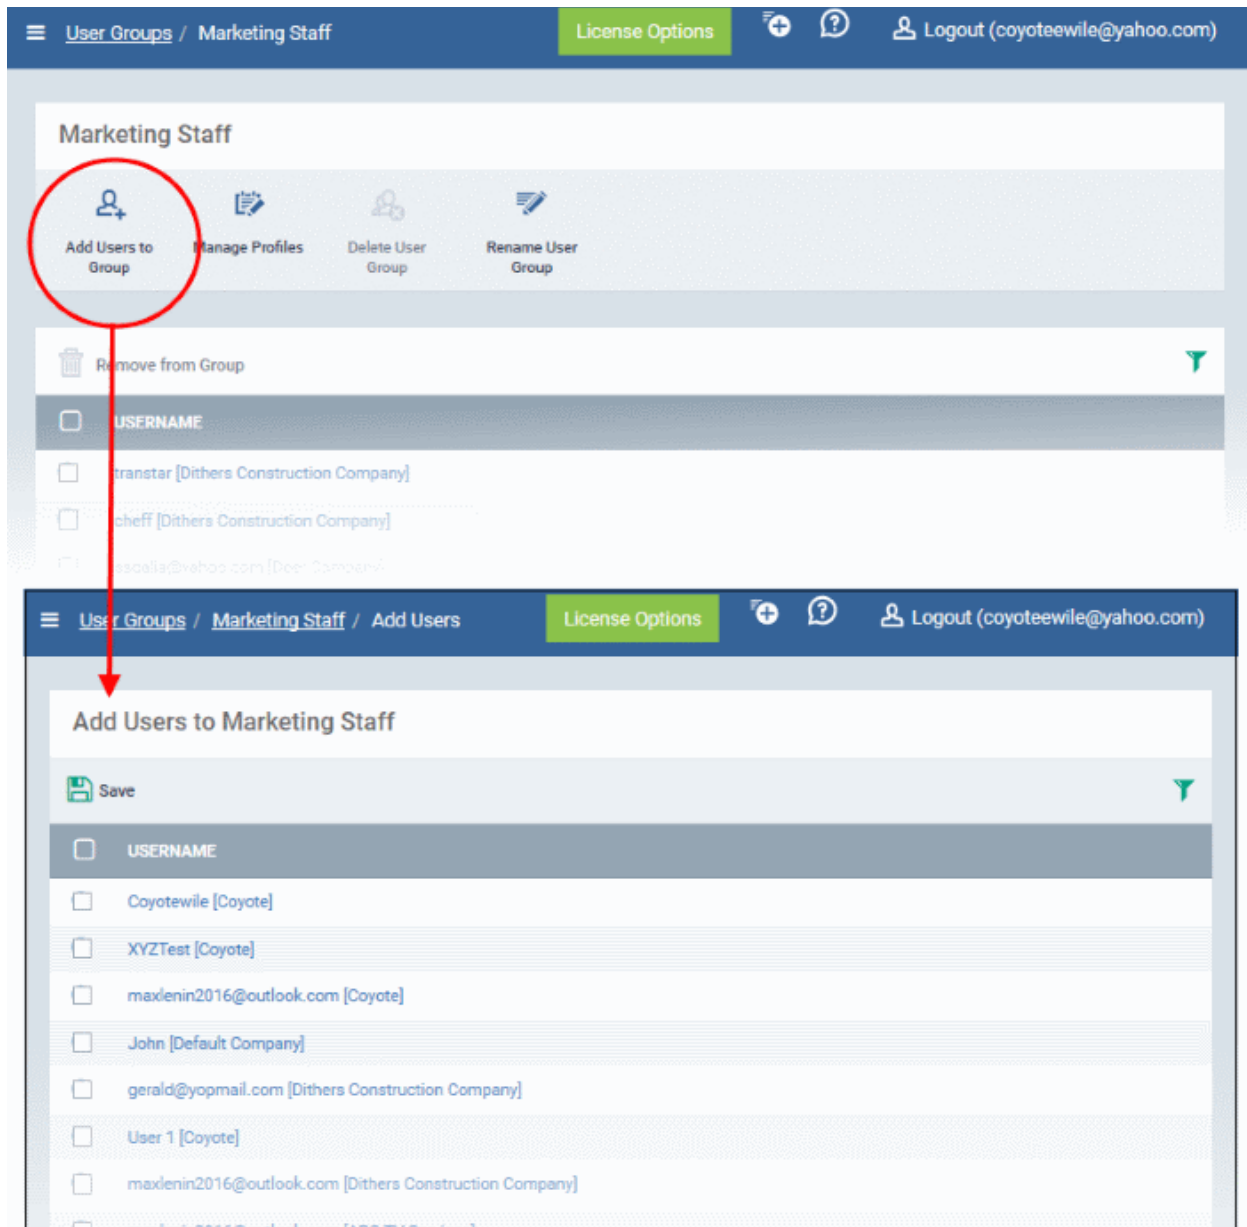 User Groups / Marketing Staff License Options Logout (coyoteewile@yahoo.com)
Marketing Staff
Add Users to Group
Manage Profiles
Delete User Group
Rename User Group
Remove from Group
USERNAME
transtar [Dithers Construction Company]
cheff [Dithers Construction Company]
User Groups / Marketing Staff / Add Users License Options Logout (coyoteewile@yahoo.com)
Add Users to Marketing Staff
Save
USERNAME
Coyotewile [Coyote]
XYZTest [Coyote]
maxlenin2016@outlook.com [Coyote]
John [Default Company]
gerald@yopmail.com [Dithers Construction Company]
User 1 [Coyote]
maxlenin2016@outlook.com [Dithers Construction Company]